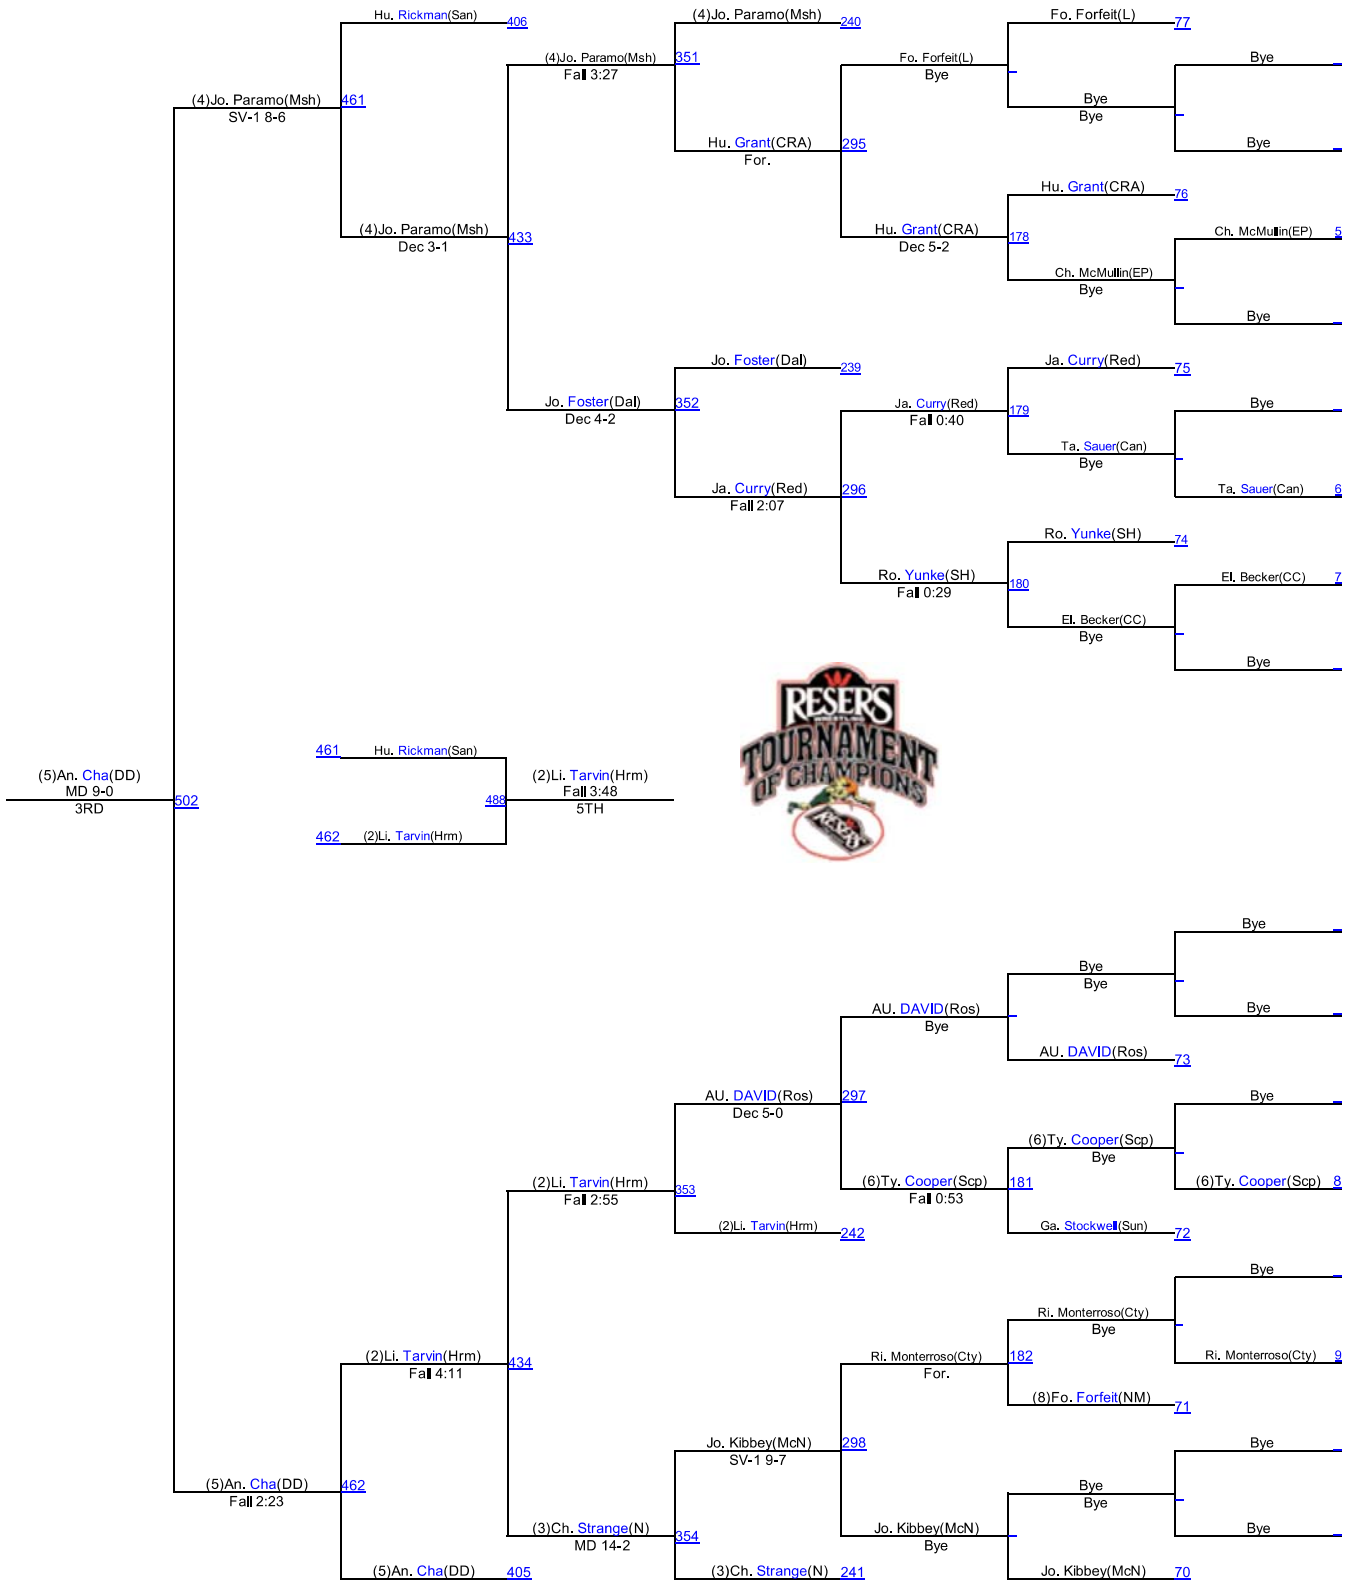 Hu. Rickman(San)
406
(4)Jo. Paramo(Msh)
240
Fo. Forfeit(L)
77
(4)Jo. Paramo(Msh)
351
Fall 3:27
Fo. Forfeit(L)
Bye
Bye
(4)Jo. Paramo(Msh)
461
SV-1 8-6
Bye
Bye
Hu. Grant(CRA)
295
For.
Bye
Hu. Grant(CRA)
76
(4)Jo. Paramo(Msh)
433
Dec 3-1
Hu. Grant(CRA)
178
Dec 5-2
Ch. McMullin(EP)
5
Ch. McMullin(EP)
Bye
Bye
Jo. Foster(Dal)
239
Ja. Curry(Red)
75
Jo. Foster(Dal)
352
Dec 4-2
Ja. Curry(Red)
179
Fall 0:40
Bye
Ta. Sauer(Can)
Bye
Ja. Curry(Red)
296
Fall 2:07
Ta. Sauer(Can)
6
Ro. Yunke(SH)
74
Ro. Yunke(SH)
180
Fall 0:29
El. Becker(CC)
7
El. Becker(CC)
Bye
Bye
RESER'S
WRESTLING
TOURNAMENT
OF CHAMPIONS
RESER'S
461
Hu. Rickman(San)
(5)An. Cha(DD)
MD 9-0
3RD
502
488
(2)Li. Tarvin(Hrm)
Fall 3:48
5TH
462
(2)Li. Tarvin(Hrm)
Bye
Bye
Bye
AU. DAVID(Ros)
Bye
Bye
AU. DAVID(Ros)
73
AU. DAVID(Ros)
297
Dec 5-0
Bye
(6)Ty. Cooper(Scp)
Bye
(2)Li. Tarvin(Hrm)
353
Fall 2:55
(6)Ty. Cooper(Scp)
181
Fall 0:53
(6)Ty. Cooper(Scp)
8
(2)Li. Tarvin(Hrm)
242
Ga. Stockwell(Sun)
72
Bye
Ri. Monterroso(Cty)
Bye
(2)Li. Tarvin(Hrm)
434
Fall 4:11
Ri. Monterroso(Cty)
182
For.
Ri. Monterroso(Cty)
9
(8)Fo. Forfeit(NM)
71
Jo. Kibbey(McN)
298
SV-1 9-7
Bye
(5)An. Cha(DD)
462
Fall 2:23
Bye
Bye
(3)Ch. Strange(N)
354
MD 14-2
Jo. Kibbey(McN)
Bye
Bye
(5)An. Cha(DD)
405
(3)Ch. Strange(N)
241
Jo. Kibbey(McN)
70